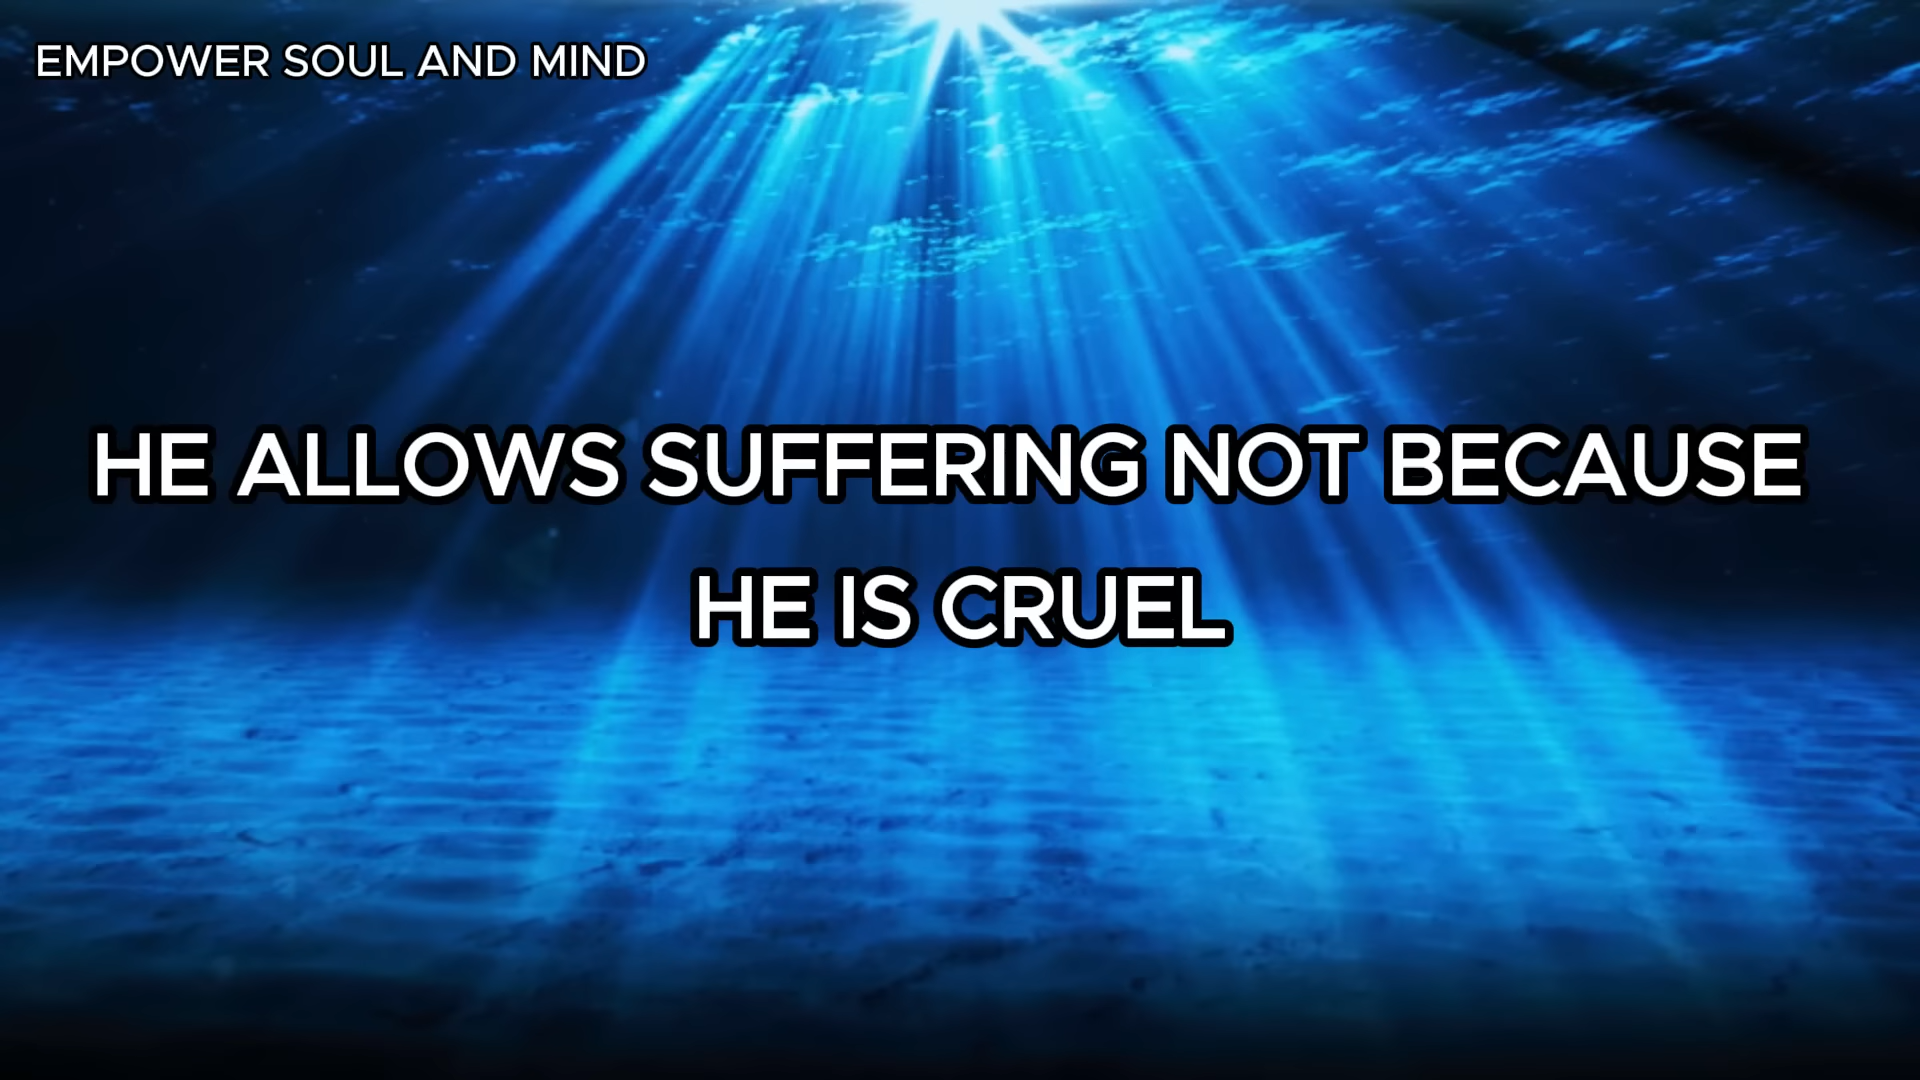 EMPOWER SOUL AND MIND
HE ALLOWS SUFFERING NOT BECAUSE
HE IS CRUEL